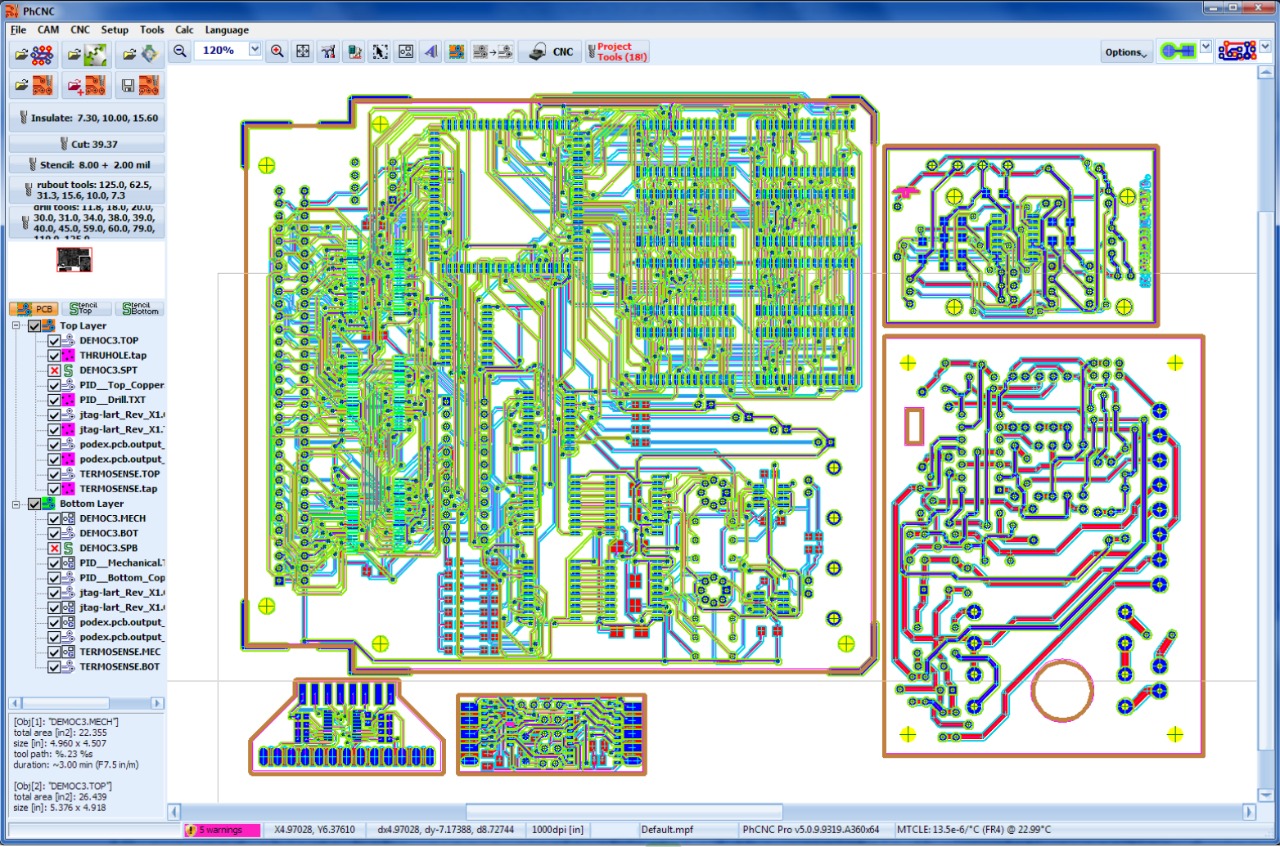 PhCNC
File CAM CNC Setup Tools Calc Language
120% CNC Project Tools (18!) Options
Insulate: 7.30, 10.00, 15.60
Cut: 39.37
Stencil: 8.00 + 2.00 mil
rubout tools: 125.0, 62.5,
31.3, 15.6, 10.0, 7.3
drill tools: 11.8, 18.0, 20.0,
30.0, 31.0, 34.0, 38.0, 39.0,
40.0, 45.0, 59.0, 60.0, 79.0,
110.0, 125.0
PCB Stencil Top Stencil Bottom
Top Layer
DEMOC3.TOP
THRUHOLE.tap
DEMOC3.SPT
PID__Top_Copper
PID__Drill.TXT
jtag-lart_Rev_X1.
jtag-lart_Rev_X1.
podex.pcb.output_
podex.pcb.output_
TERMOSENSE.TOP
TERMOSENSE.tap
Bottom Layer
DEMOC3.MECH
DEMOC3.BOT
DEMOC3.SPB
PID__Mechanical.
PID__Bottom_Cop
jtag-lart_Rev_X1.
jtag-lart_Rev_X1.
podex.pcb.output_
podex.pcb.output_
TERMOSENSE.MEC
TERMOSENSE.BOT
[Obj[1]: "DEMOC3.MECH"]
total area [in2]: 22.355
size [in]: 4.960 x 4.507
tool path: %.23 %s
duration: ~3.00 min (F7.5 in/m)
[Obj[2]: "DEMOC3.TOP"]
total area [in2]: 26.439
size [in]: 5.376 x 4.918
5 warnings X4.97028, Y6.37610 dx4.97028, dy-7.17388, d8.72744 1000dpi [in] Default.mpf PhCNC Pro v5.0.9.9319.A360x64 MTCLE: 13.5e-6/°C (FR4) @ 22.99°C